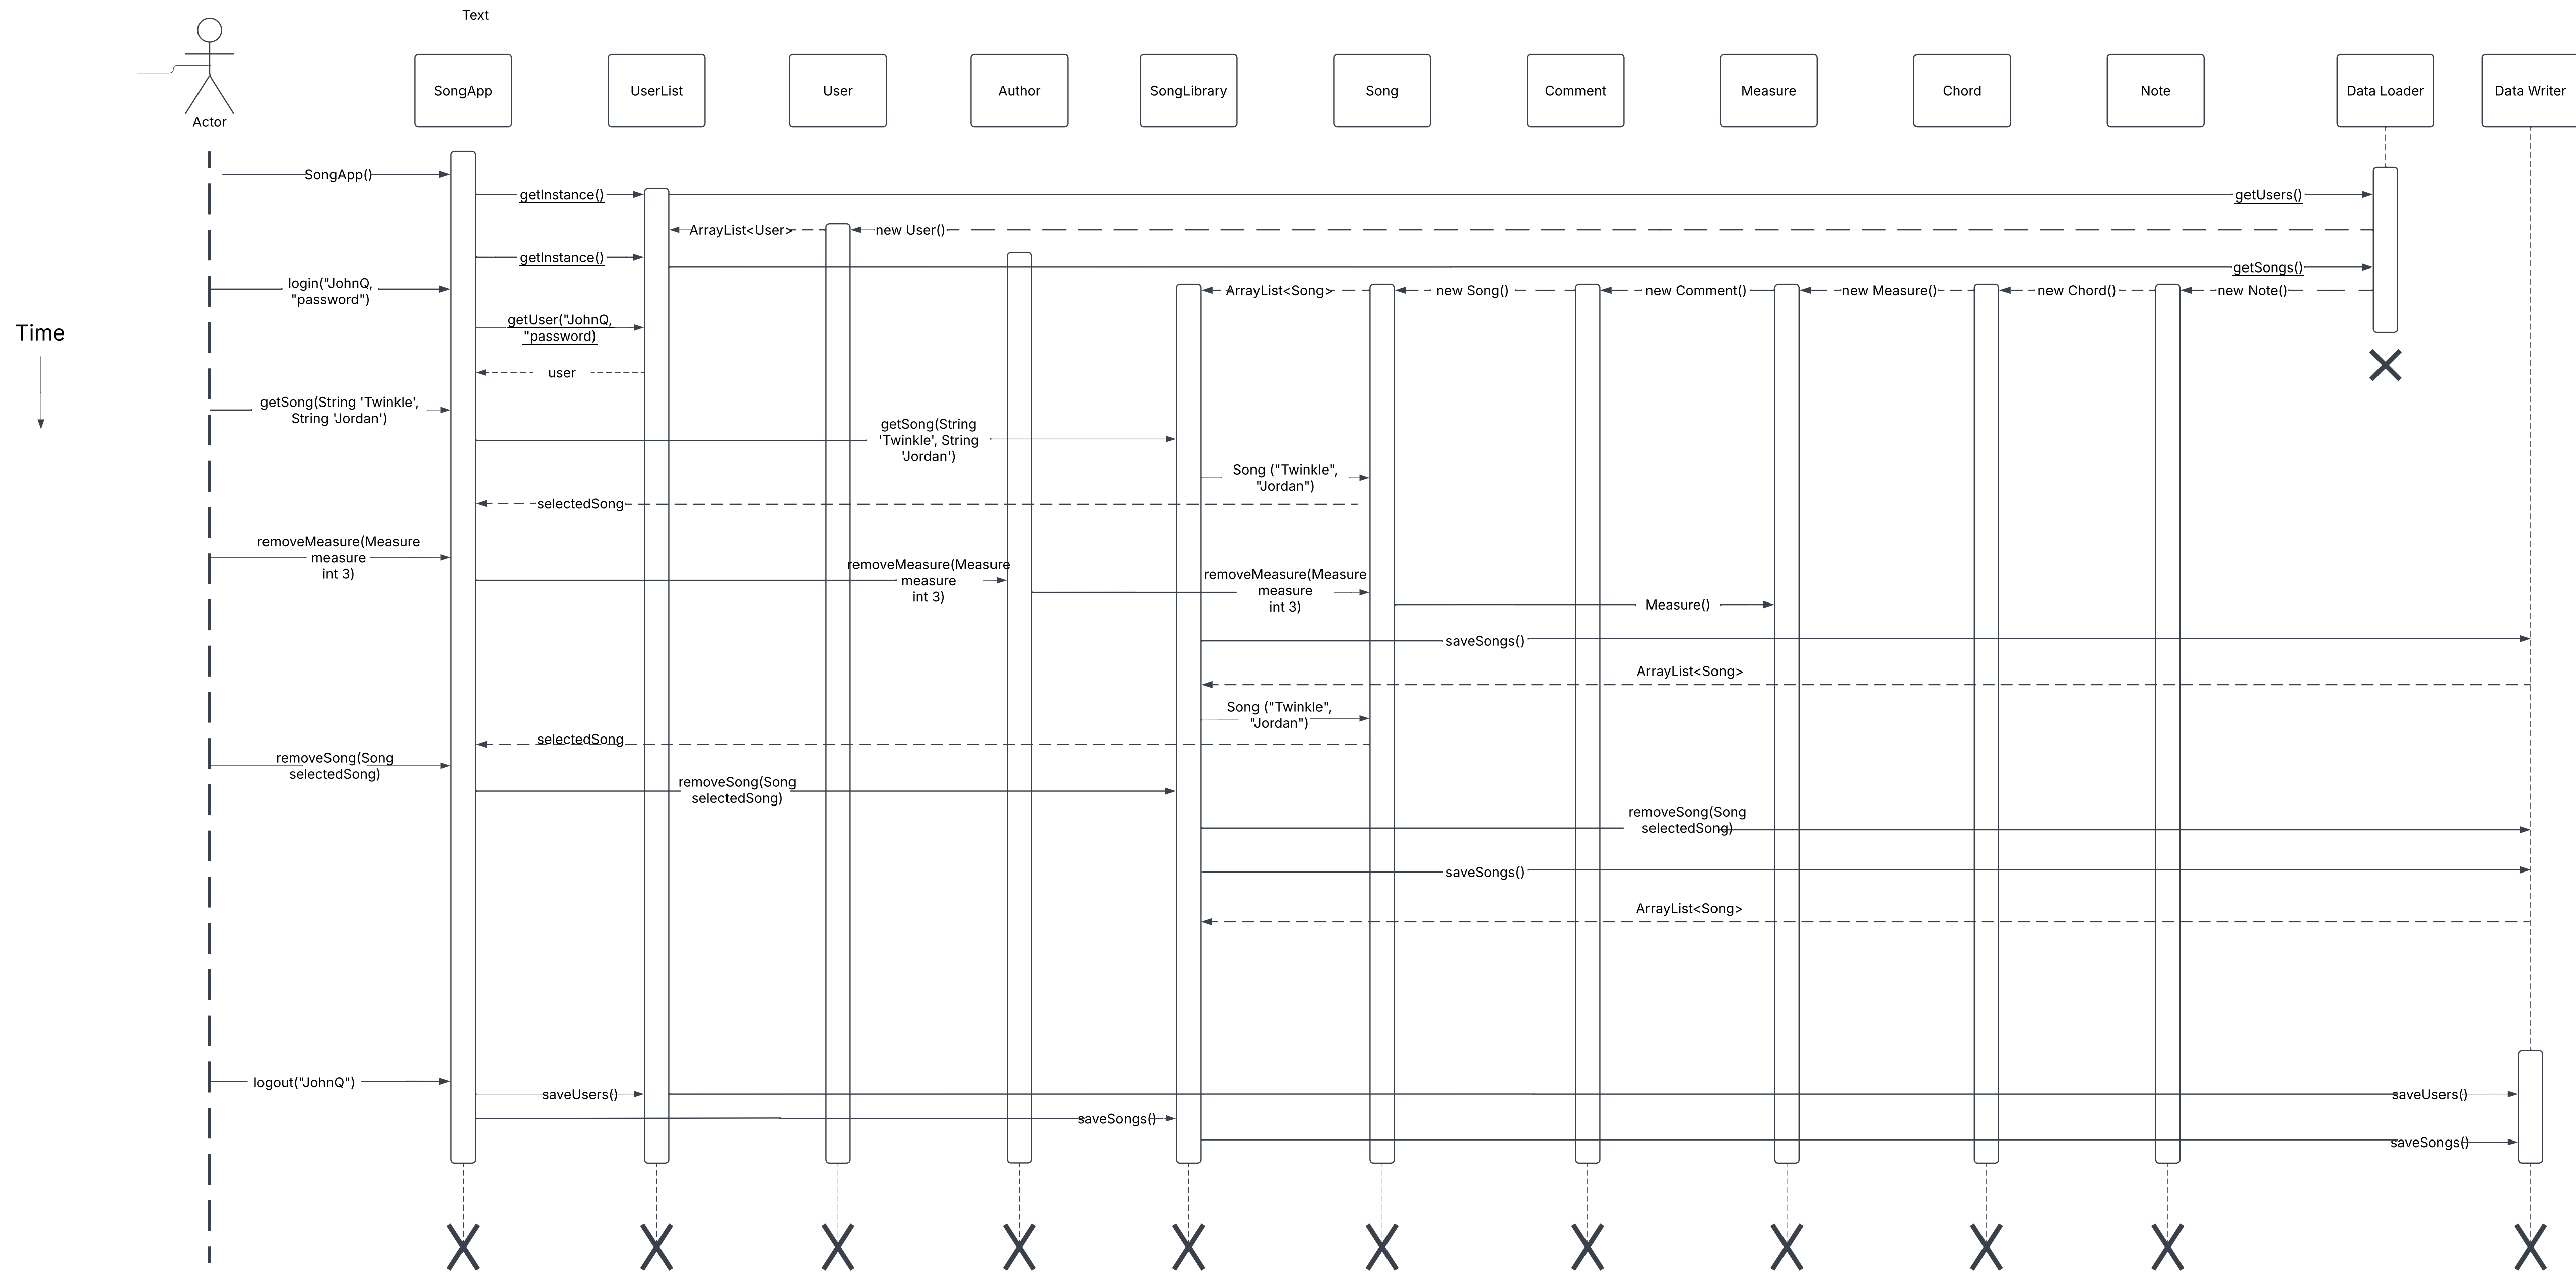 Text
Actor
SongApp
UserList
User
Author
SongLibrary
Song
Comment
Measure
Chord
Note
Data Loader
Data Writer
SongApp()
getInstance()
getUsers()
ArrayList<User>
new User()
getInstance()
getSongs()
login("JohnQ,
"password")
ArrayList<Song>
new Song()
new Comment()
new Measure()
new Chord()
new Note()
Time
getUser("JohnQ,
"password)
user
getSong(String 'Twinkle',
String 'Jordan')
getSong(String
'Twinkle', String
'Jordan')
Song ("Twinkle",
"Jordan")
selectedSong
removeMeasure(Measure
measure
int 3)
removeMeasure(Measure
measure
int 3)
removeMeasure(Measure
measure
int 3)
Measure()
saveSongs()
ArrayList<Song>
Song ("Twinkle",
"Jordan")
selectedSong
removeSong(Song
selectedSong)
removeSong(Song
selectedSong)
removeSong(Song
selectedSong)
saveSongs()
ArrayList<Song>
logout("JohnQ")
saveUsers()
saveUsers()
saveSongs()
saveSongs()